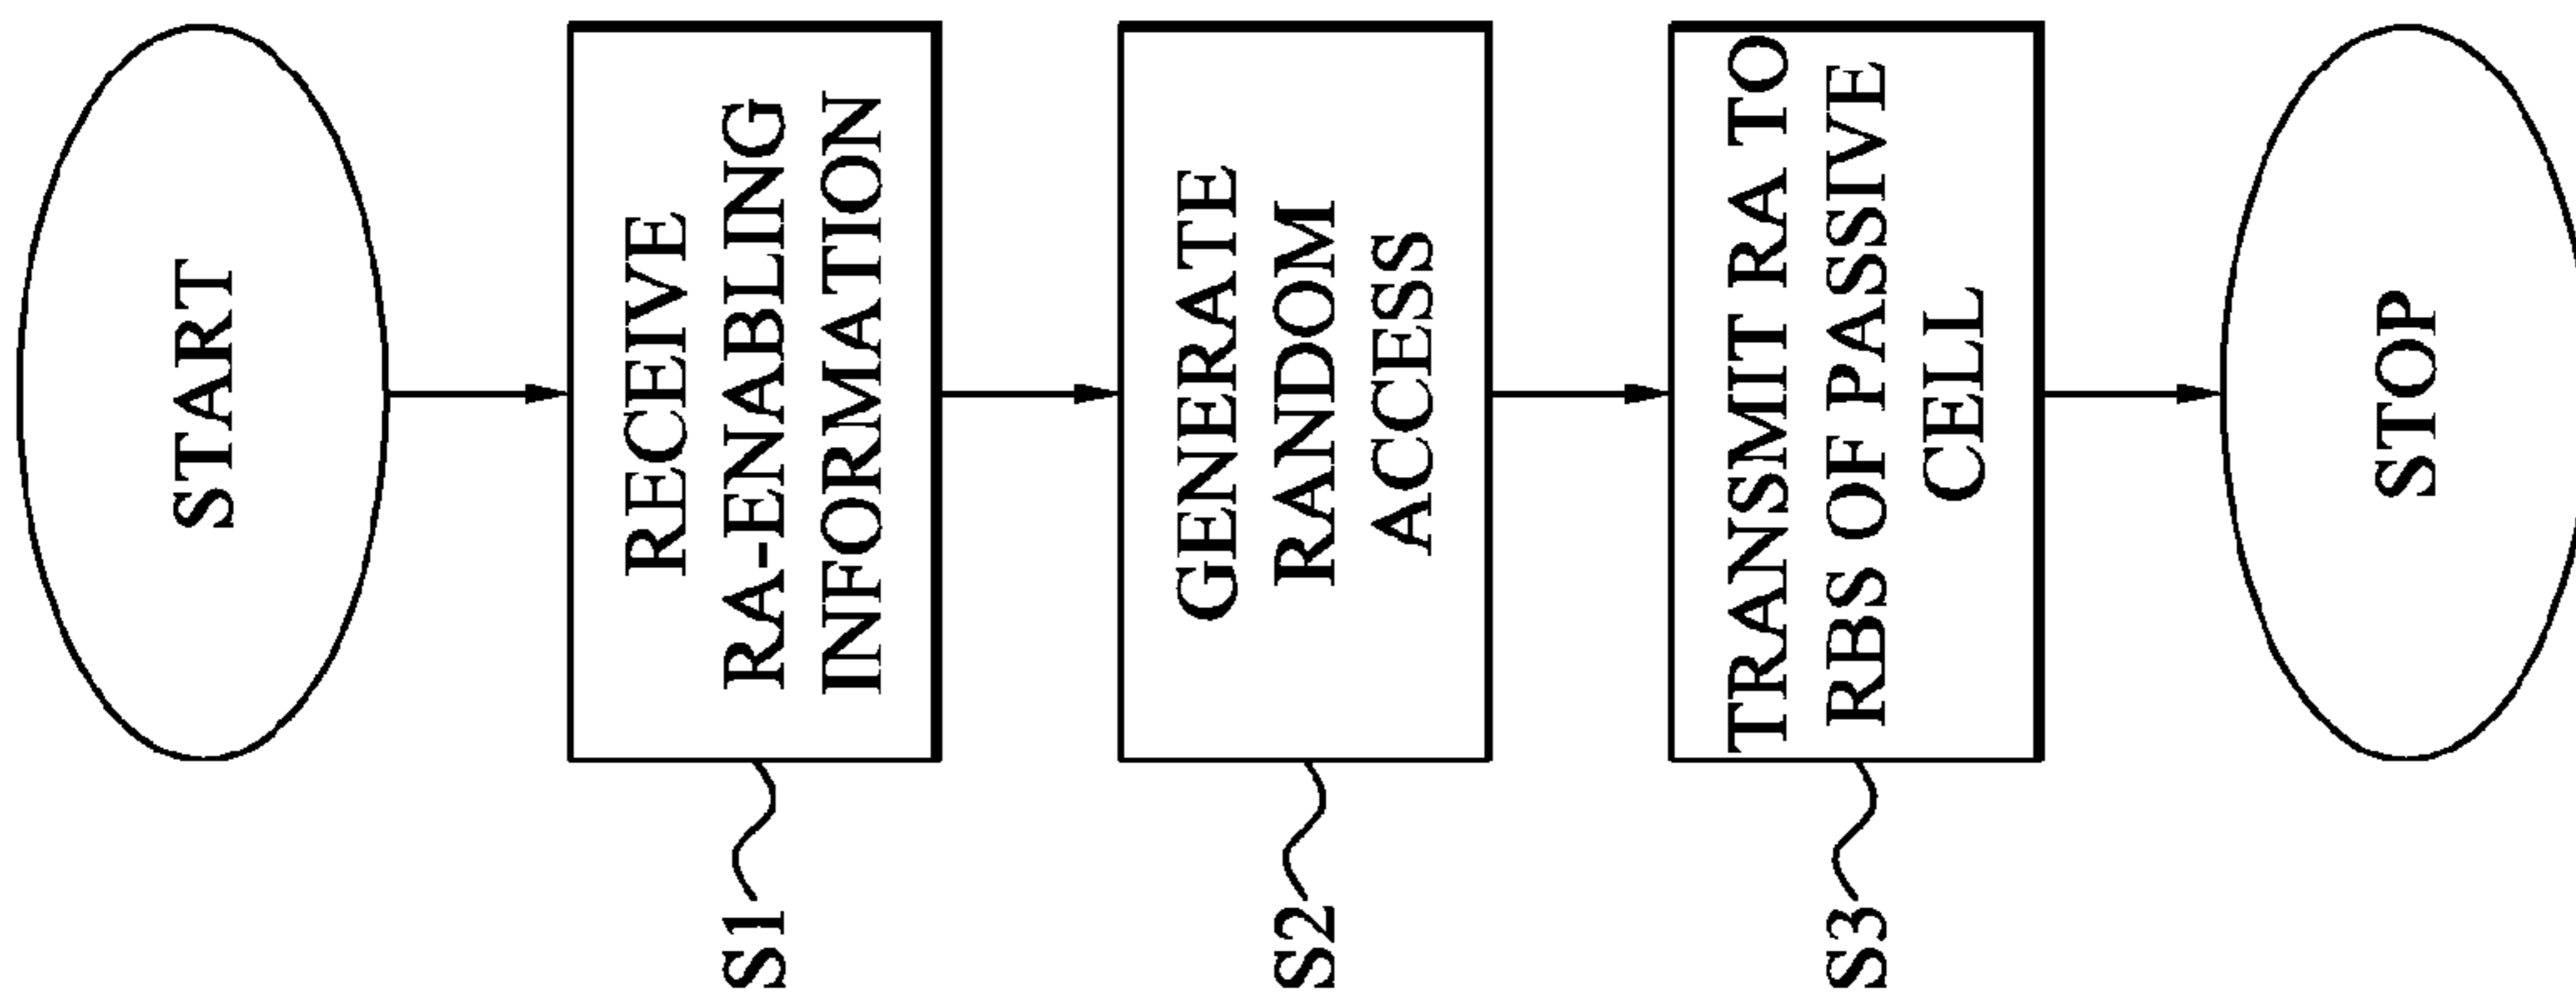 START
S1
RECEIVE
RA-ENABLING
INFORMATION
S2
GENERATE
RANDOM
ACCESS
S3
TRANSMIT RA TO
RBS OF PASSIVE
CELL
STOP